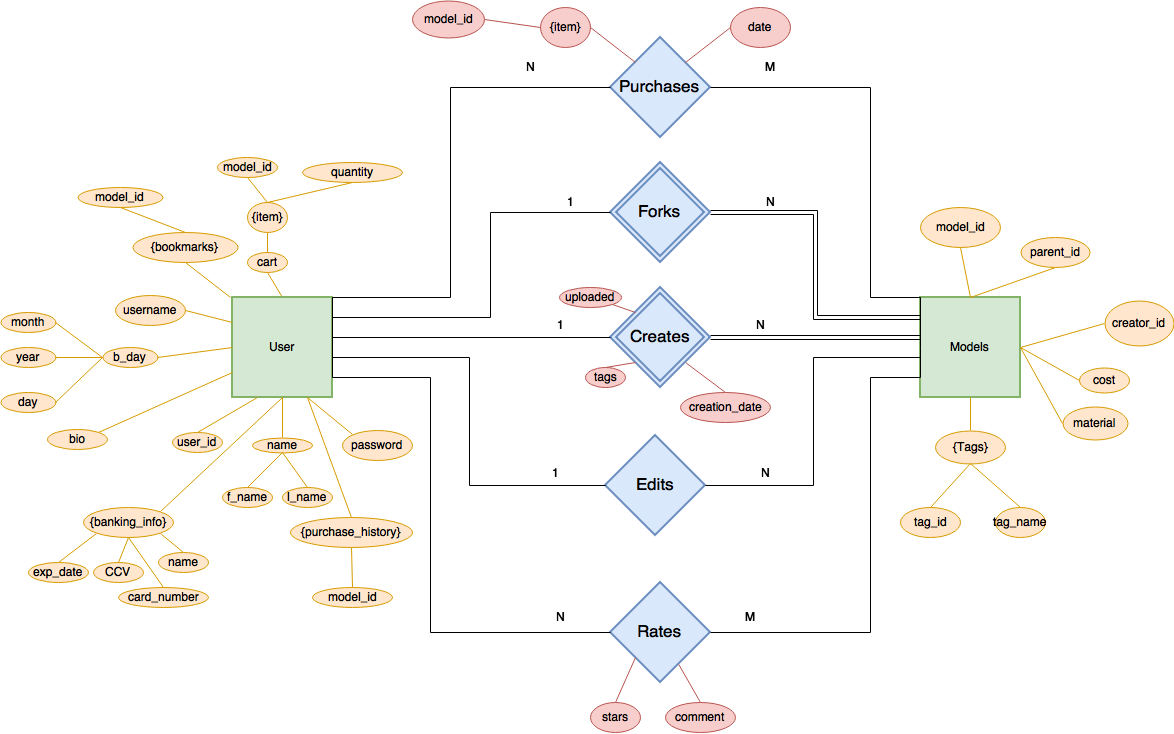 model_id
{item}
date
N
M
Purchases
model_id
quantity
model_id
{item}
1
N
Forks
{bookmarks}
cart
model_id
parent_id
username
uploaded
month
1
N
creator_id
year
b_day
User
Creates
Models
day
tags
cost
creation_date
bio
user_id
name
password
material
{Tags}
1
N
f_name
l_name
Edits
{banking_info}
{purchase_history}
tag_id
tag_name
exp_date
CCV
name
card_number
model_id
N
M
Rates
stars
comment